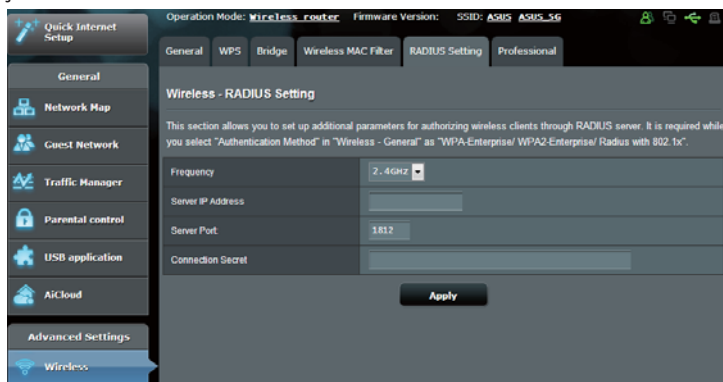 Quick Internet
Setup
Operation Mode: Wireless router Firmware Version: SSID: ASUS ASUS_5G
General WPS Bridge Wireless MAC Filter RADIUS Setting Professional
General
Network Map
Guest Network
Traffic Manager
Parental control
USB application
AiCloud
Advanced Settings
Wireless
Wireless - RADIUS Setting
This section allows you to set up additional parameters for authorizing wireless clients through RADIUS server. It is required while
you select "Authentication Method" in "Wireless - General" as "WPA-Enterprise/ WPA2-Enterprise/ Radius with 802.1x".
Frequency 2.4GHz
Server IP Address
Server Port: 1812
Connection Secret
Apply